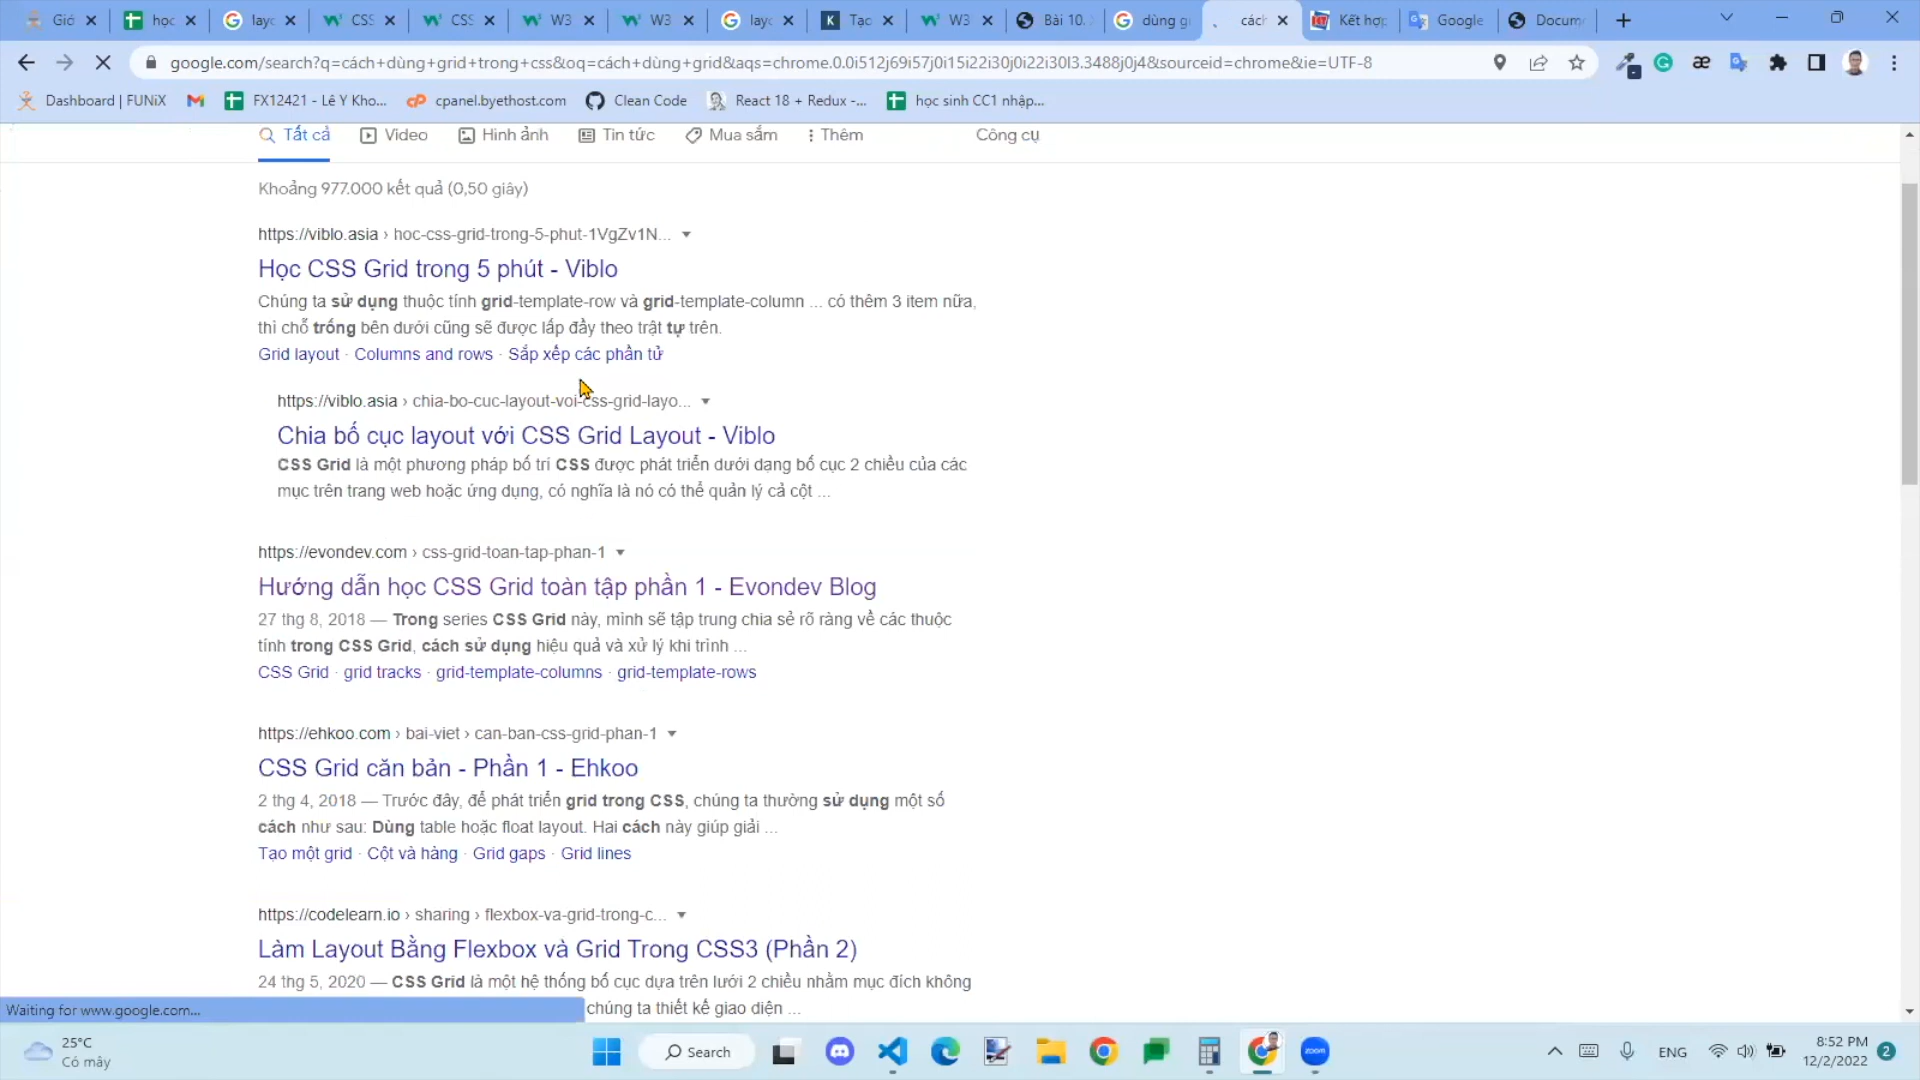 Gió học layc CSS CSS W3 W3 layc Tạo W3 Bài 10. dùng g cách Kết hợp Google Docum
google.com/search?q=cách+dùng+grid+trong+css&oq=cách+dùng+grid&aqs=chrome.0.0i512j69i57j0i15i22i30j0i22i30l3.3488j0j4&sourceid=chrome&ie=UTF-8
Dashboard | FUNiX FX12421 - Lê Y Kho... cpanel.byethost.com Clean Code React 18 + Redux -... học sinh CC1 nhập...
Tất cả Video Hình ảnh Tin tức Mua sắm Thêm Công cụ
Khoảng 977.000 kết quả (0,50 giây)
https://viblo.asia › hoc-css-grid-trong-5-phut-1VgZv1N...
Học CSS Grid trong 5 phút - Viblo
Chúng ta sử dụng thuộc tính grid-template-row và grid-template-column ... có thêm 3 item nữa,
thì chỗ trống bên dưới cũng sẽ được lấp đầy theo trật tự trên.
Grid layout · Columns and rows · Sắp xếp các phần tử
https://viblo.asia › chia-bo-cuc-layout-voi-css-grid-layo...
Chia bố cục layout với CSS Grid Layout - Viblo
CSS Grid là một phương pháp bố trí CSS được phát triển dưới dạng bố cục 2 chiều của các
mục trên trang web hoặc ứng dụng, có nghĩa là nó có thể quản lý cả cột ...
https://evondev.com › css-grid-toan-tap-phan-1
Hướng dẫn học CSS Grid toàn tập phần 1 - Evondev Blog
27 thg 8, 2018 — Trong series CSS Grid này, mình sẽ tập trung chia sẻ rõ ràng về các thuộc
tính trong CSS Grid, cách sử dụng hiệu quả và xử lý khi trình ...
CSS Grid · grid tracks · grid-template-columns · grid-template-rows
https://ehkoo.com › bai-viet › can-ban-css-grid-phan-1
CSS Grid căn bản - Phần 1 - Ehkoo
2 thg 4, 2018 — Trước đây, để phát triển grid trong CSS, chúng ta thường sử dụng một số
cách như sau: Dùng table hoặc float layout. Hai cách này giúp giải ...
Tạo một grid · Cột và hàng · Grid gaps · Grid lines
https://codelearn.io › sharing › flexbox-va-grid-trong-c...
Làm Layout Bằng Flexbox và Grid Trong CSS3 (Phần 2)
24 thg 5, 2020 — CSS Grid là một hệ thống bố cục dựa trên lưới 2 chiều nhằm mục đích không
Waiting for www.google.com... chúng ta thiết kế giao diện ...
25°C
Có mây
Search
zoom
ENG
8:52 PM
12/2/2022
2